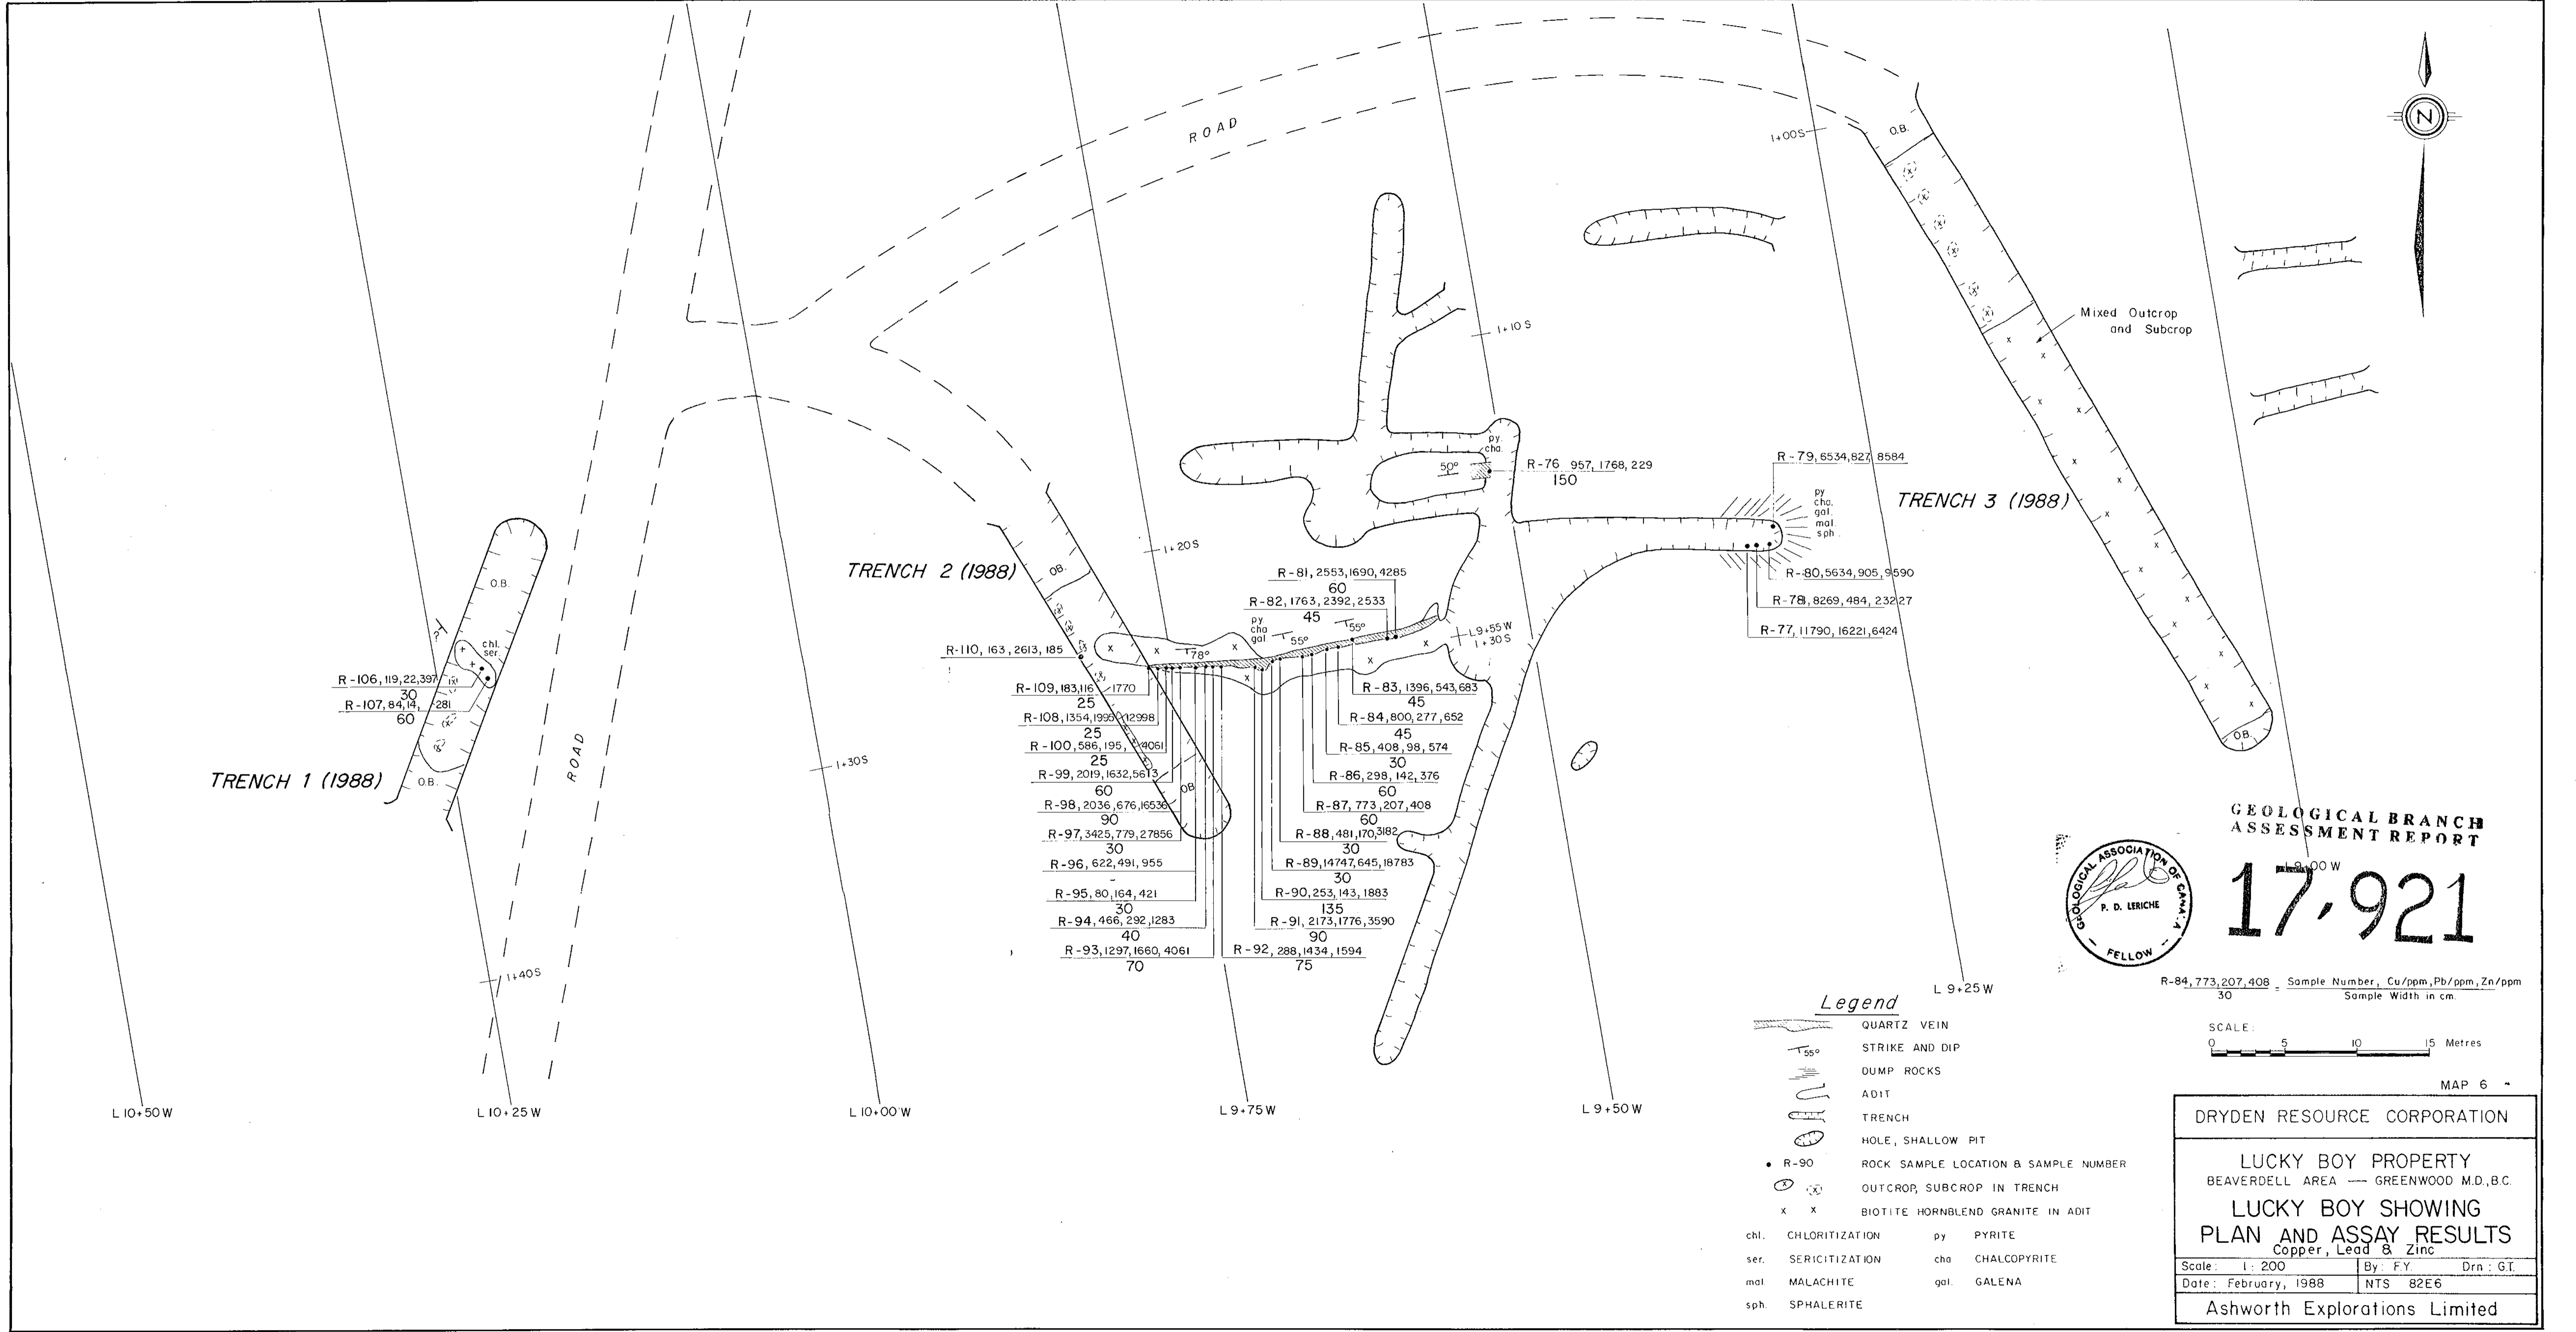 ROAD
1+00S
O.B.
N
Mixed Outcrop
and Subcrop
1+10 S
py.
cha.
50°
R-76 957, 1768, 229
150
R-79, 6534, 827, 8584
py
cha.
gal.
mal.
sph.
TRENCH 3 (1988)
R-80, 5634, 905, 9590
R-78, 8269, 484, 23227
R-77, 11790, 16221, 6424
O.B.
1+20S
TRENCH 2 (1988)
OB.
R-81, 2553, 1690, 4285
60
R-82, 1763, 2392, 2533
45
py
cha
gal
55°
55°
78°
L9+55W
1+30S
R-110, 163, 2613, 185
O.B.
?
chl.
ser.
R-106, 119, 22, 397
30
R-107, 84, 14, 281
60
O.B.
TRENCH 1 (1988)
ROAD
1+30S
1+40S
OB
R-109, 183, 116, 1770
25
R-108, 1354, 1995, 12998
25
R-100, 586, 195, 4061
25
R-99, 2019, 1632, 5613
60
R-98, 2036, 676, 16536
90
R-97, 3425, 779, 27856
30
R-96, 622, 491, 955
-
R-95, 80, 164, 421
30
R-94, 466, 292, 1283
40
R-93, 1297, 1660, 4061
70
R-83, 1396, 543, 683
45
R-84, 800, 277, 652
45
R-85, 408, 98, 574
30
R-86, 298, 142, 376
60
R-87, 773, 207, 408
60
R-88, 481, 170, 3182
30
R-89, 14747, 645, 18783
30
R-90, 253, 143, 1883
135
R-91, 2173, 1776, 3590
90
R-92, 288, 1434, 1594
75
L 10+50 W
L 10+25 W
L 10+00 W
L 9+75 W
L 9+50 W
L 9+25 W
L 9+00 W
GEOLOGICAL BRANCH
ASSESSMENT REPORT
17,921
GEOLOGICAL ASSOCIATION OF CANADA
P. D. LERICHE
FELLOW
R-84, 773, 207, 408 = Sample Number, Cu/ppm, Pb/ppm, Zn/ppm
30 Sample Width in cm.
SCALE:
0 5 10 15 Metres
MAP 6
Legend
QUARTZ VEIN
55° STRIKE AND DIP
DUMP ROCKS
ADIT
TRENCH
HOLE, SHALLOW PIT
R-90 ROCK SAMPLE LOCATION & SAMPLE NUMBER
OUTCROP, SUBCROP IN TRENCH
x x BIOTITE HORNBLEND GRANITE IN ADIT
chl. CHLORITIZATION py PYRITE
ser. SERICITIZATION cha CHALCOPYRITE
mal. MALACHITE gal. GALENA
sph. SPHALERITE
DRYDEN RESOURCE CORPORATION
LUCKY BOY PROPERTY
BEAVERDELL AREA — GREENWOOD M.D., B.C.
LUCKY BOY SHOWING
PLAN AND ASSAY RESULTS
Copper, Lead & Zinc
Scale: 1:200 By: F.Y. Drn: G.T.
Date: February, 1988 NTS 82E6
Ashworth Explorations Limited